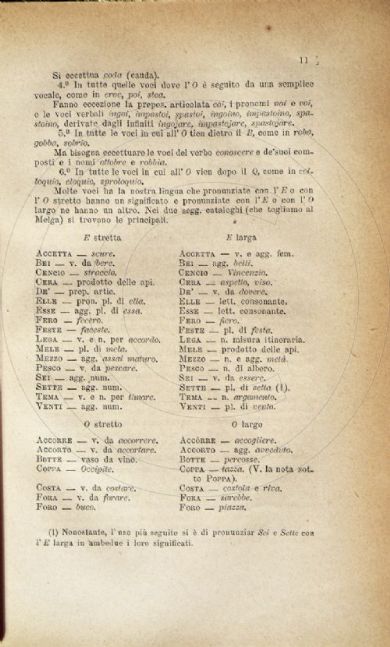 11
Si eccettua coda (cauda).
4.º In tutte quelle voci dove l'O è seguito da una semplice
vocale, come in eroe, poi, stoa.
Fanno eccezione la prepos. articolata coi, i pronomi noi e voi,
e le voci verbali ingoi, impastoi, spastoi, ingoino, impastoino, spa-
stoino, derivate dagli infiniti ingojare, impastojare, spastojare.
5.º In tutte le voci in cui all'O tien dietro il B, come in roba,
gobba, sobrio.
Ma bisogna eccettuare le voci del verbo conoscere e de'suoi com-
posti e i nomi ottobre e robbia.
6.º In tutte le voci in cui all'O vien dopo il Q, come in col-
loquio, eloquio, sproloquio.
Molte voci ha la nostra lingua che pronunziate con l'E o con
l'O stretto hanno un significato e pronunziate con l'E o con l'O
largo ne hanno un altro. Nei due segg. cataloghi (che togliamo al
Melga) si trovono le principali.
E stretta
ACCETTA — scure.
BEI — v. da bere.
CENCIO — straccio.
CERA — prodotto delle api.
DE' — prep. artic.
ELLE — pron. pl. di ella.
ESSE — agg. pl. di essa.
FERO — fecero.
FESTE — faceste.
LEGA — v. e n. per accordo.
MELE — pl. di mela.
MEZZO — agg. assai maturo.
PESCO — v. da pescare.
SEI — agg. num.
SETTE — agg. num.
TEMA — v. e n. per timore.
VENTI — agg. num.
E larga
ACCETTA — v. e agg. fem.
BEI — agg. belli.
CENCIO — Vincenzio.
CERA — aspetto, viso.
DE' — v. da dovere.
ELLE — lett. consonante.
ESSE — lett. consonante.
FERO — fiero.
FESTE — pl. di festa.
LEGA — n. misura itineraria.
MELE — prodotto delle api.
MEZZO — n. e agg. metà.
PESCO — n. di albero.
SEI — v. da essere.
SETTE — pl. di setta (1).
TEMA — n. argomento.
VENTI — pl. di vento.
O stretto
ACCORRE — v. da accorrere.
ACCORTO — v. da accortare.
BOTTE — vaso da vino.
COPPA — Occipite.
COSTA — v. da costare.
FORA — v. da forare.
FORO — buco.
O largo
ACCÒRRE — accogliere.
ACCORTO — agg. avveduto.
BOTTE — percosse.
COPPA — tazza. (V. la nota sot-
to POPPA).
COSTA — costola e riva.
FORA — sarebbe.
FORO — piazza.
(1) Nonostante, l'uso più seguito si è di pronunziar Sei e Sette con
l'E larga in ambedue i loro significati.